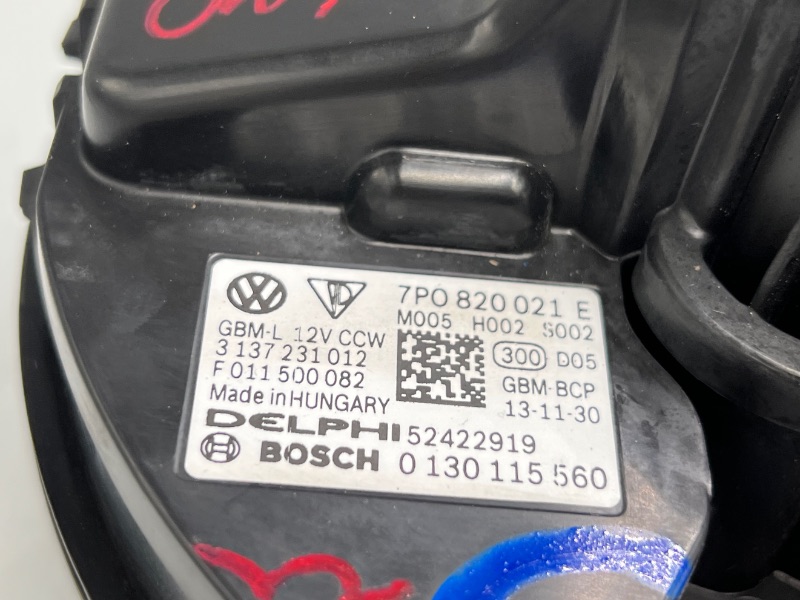 7P0 820 021 E
M005 H002 S002
GBM-L 12V CCW
3 137 231 012
300 D05
F 011 500 082
GBM-BCP
Made in HUNGARY
13-11-30
DELPHI 52422919
BOSCH 0 130 115 560